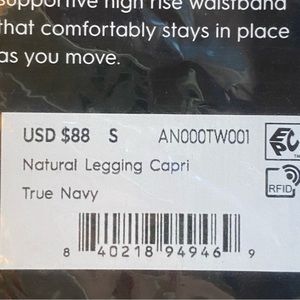 supportive high rise waistband
that comfortably stays in place
as you move.
USD $88 S AN000TW001
Natural Legging Capri
True Navy
EPC
RFID
8 40218 94946 9